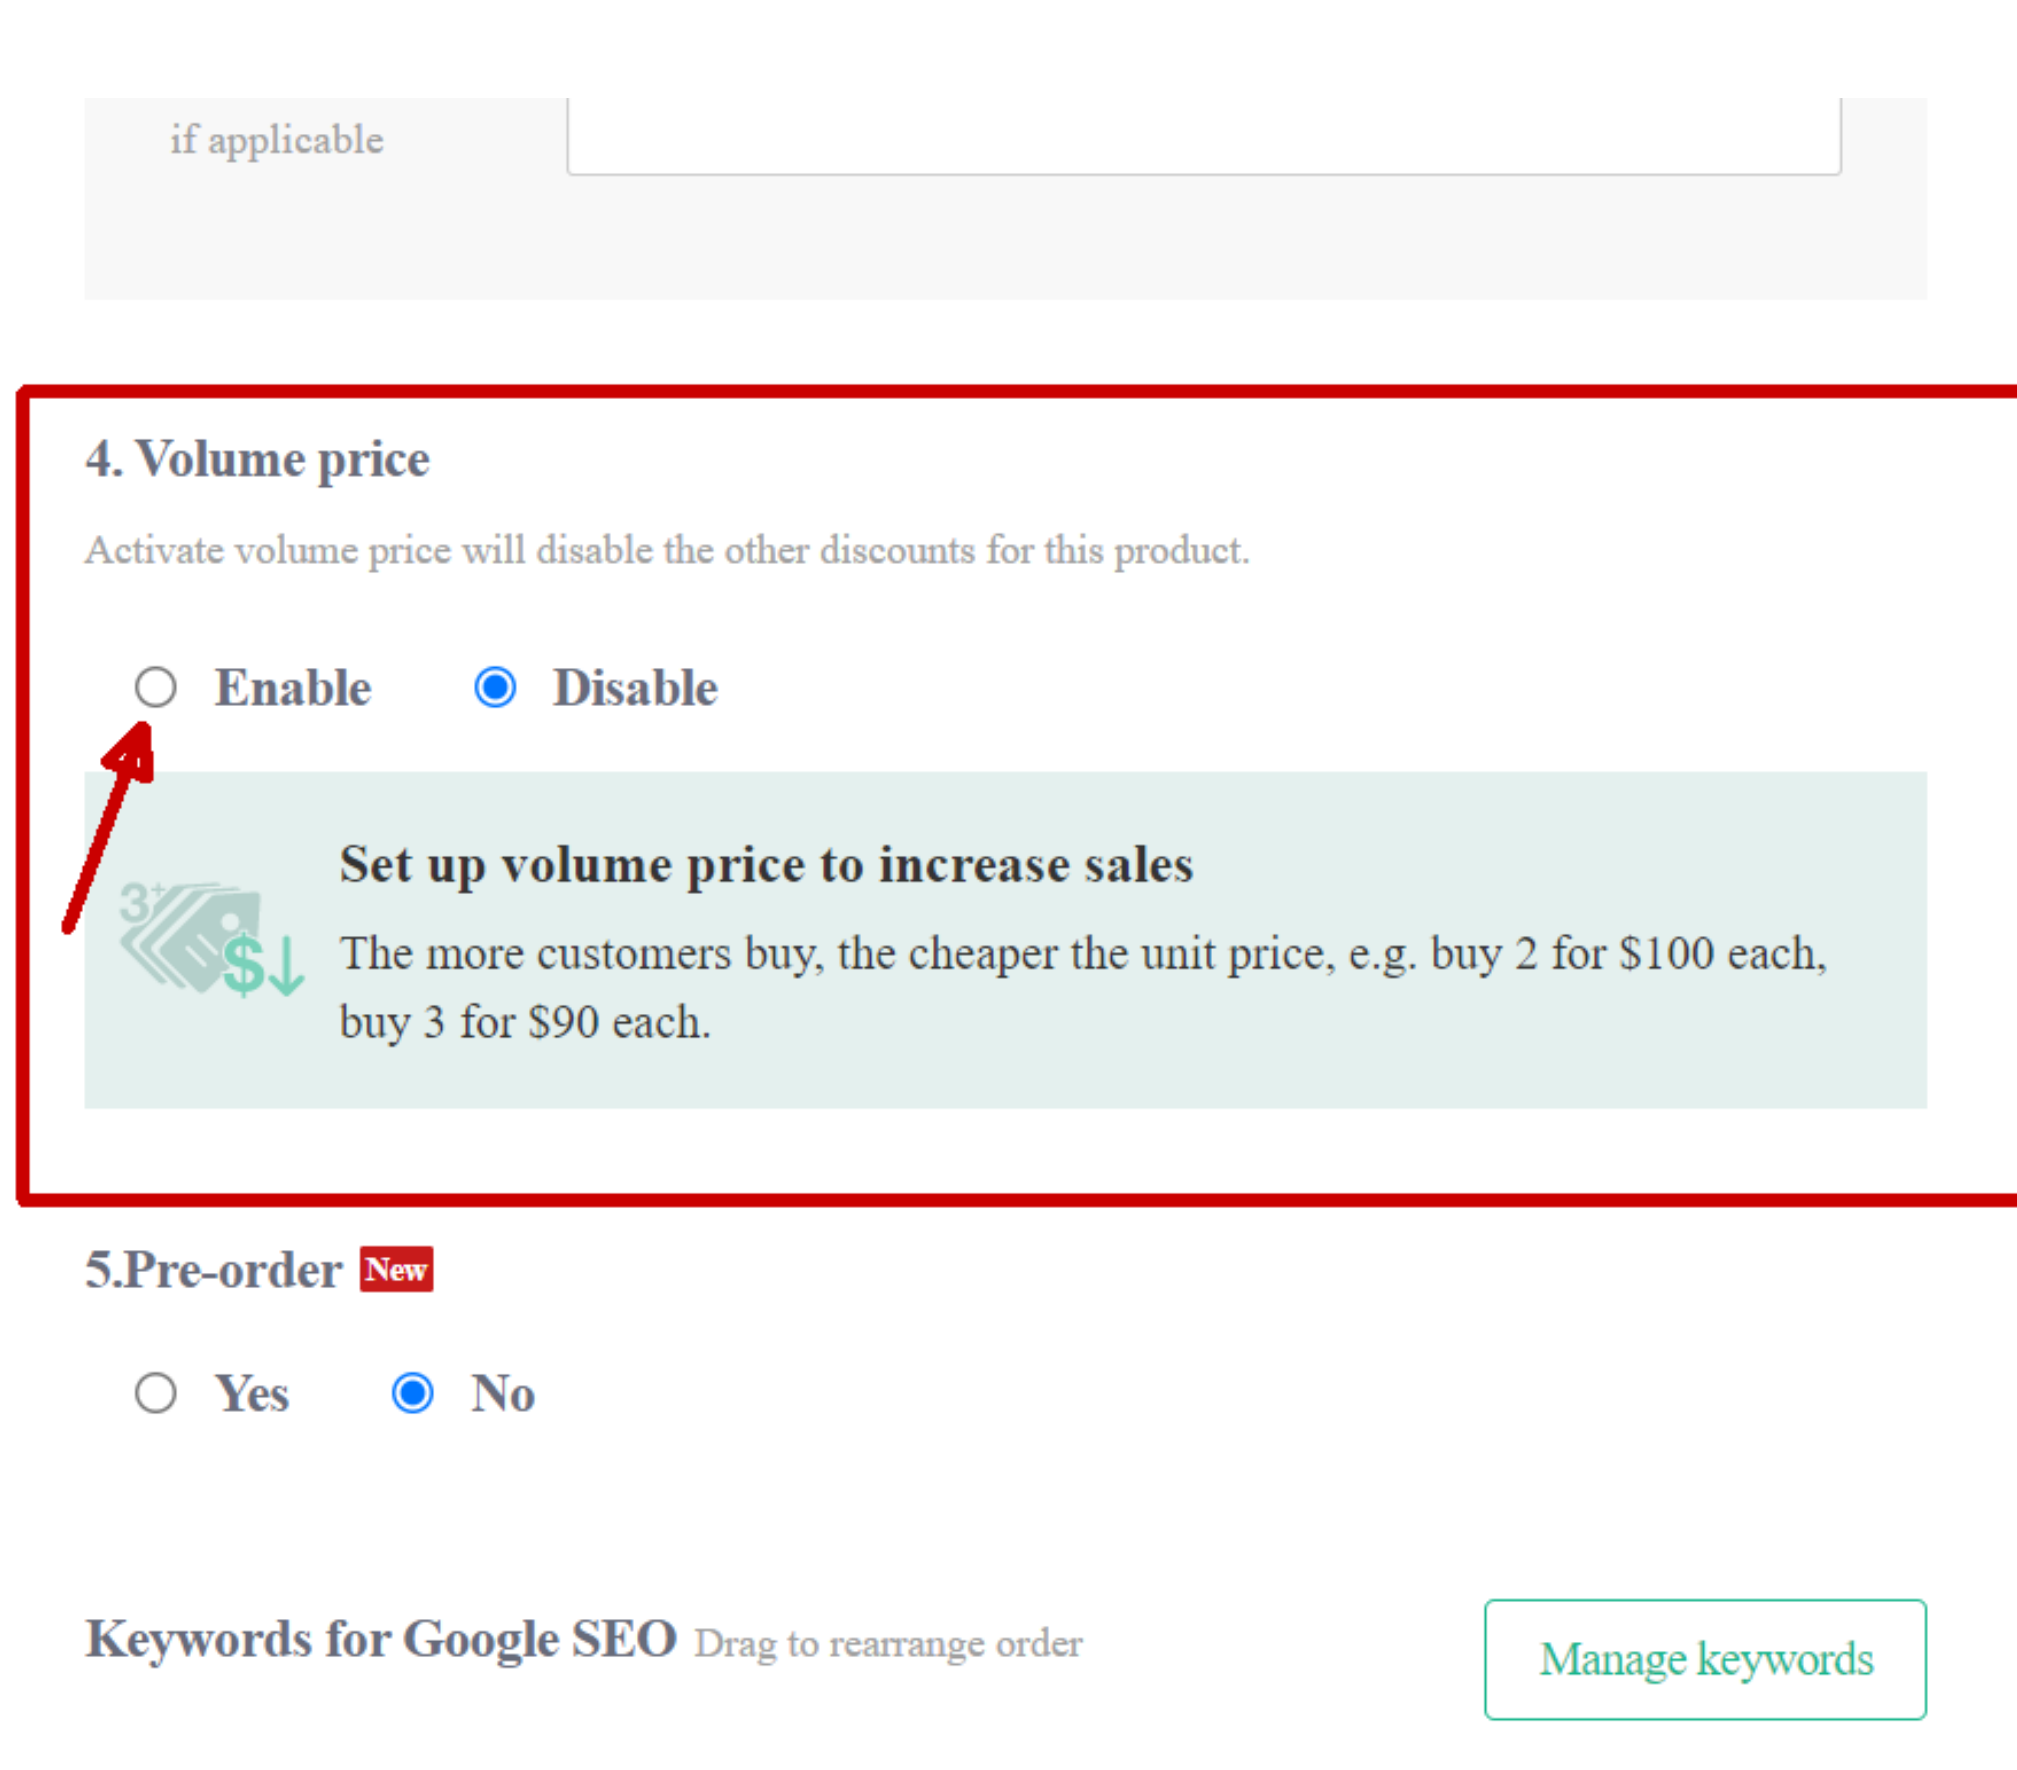 if applicable
4. Volume price
Activate volume price will disable the other discounts for this product.
Enable Disable
Set up volume price to increase sales
3+
$
The more customers buy, the cheaper the unit price, e.g. buy 2 for $100 each,
buy 3 for $90 each.
5.Pre-order New
Yes No
Keywords for Google SEO Drag to rearrange order
Manage keywords